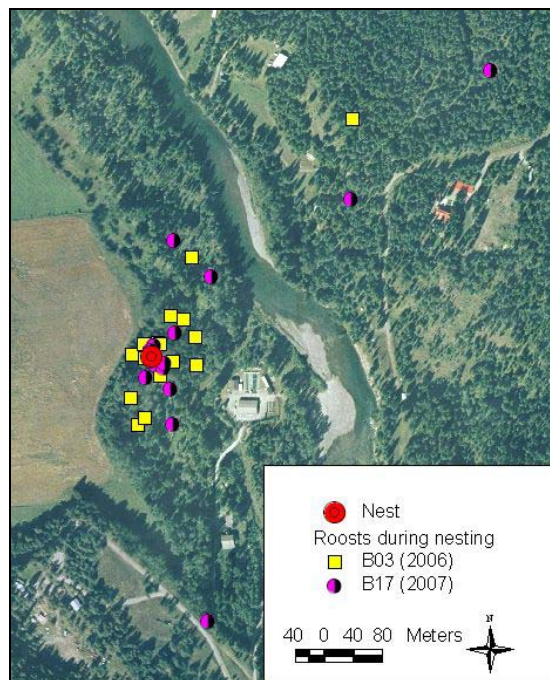 Nest
Roosts during nesting
B03 (2006)
B17 (2007)
40 0 40 80 Meters
N